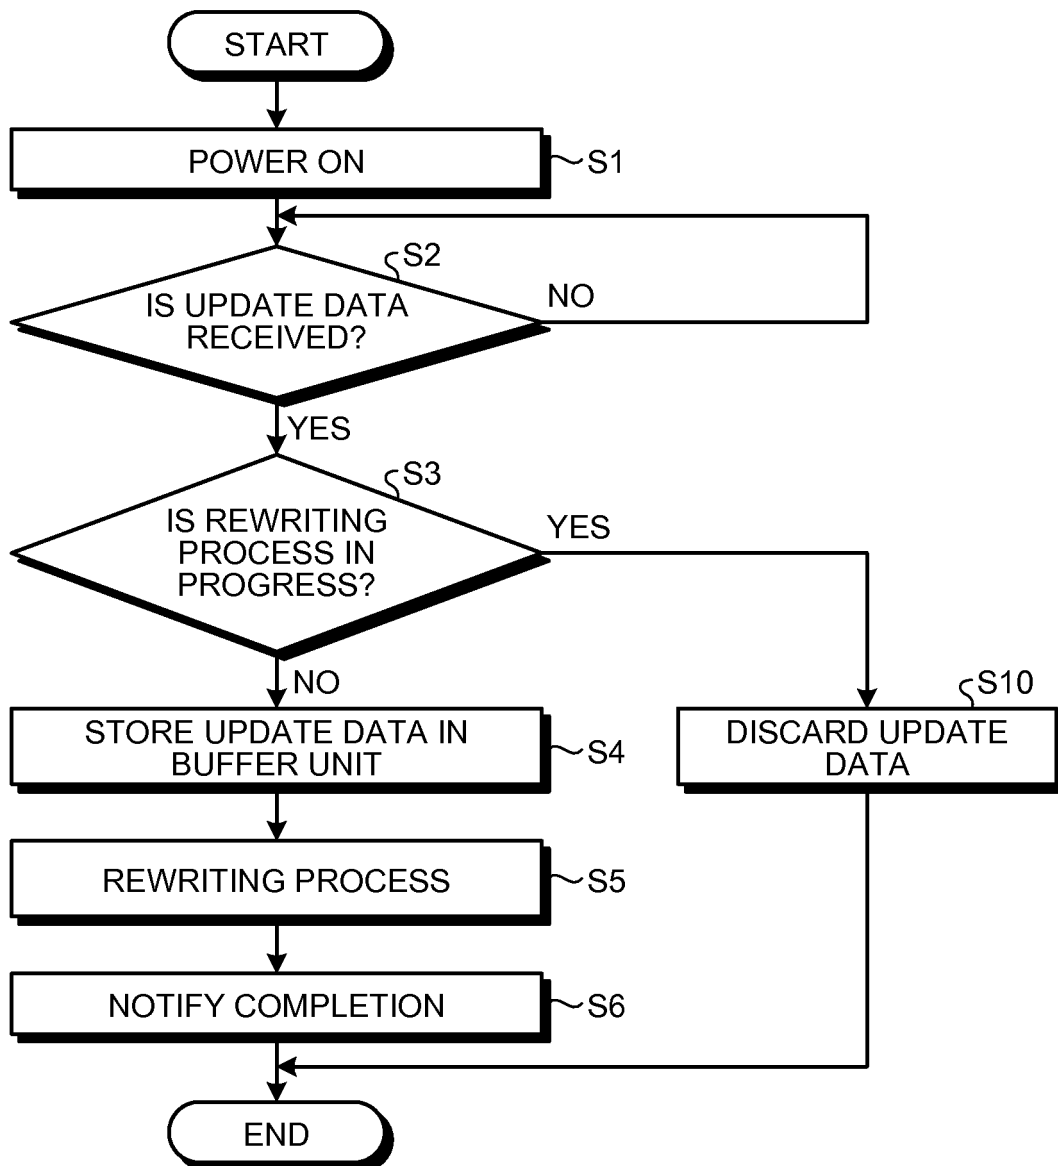 START
POWER ON
S1
S2
IS UPDATE DATA
RECEIVED?
NO
YES
S3
IS REWRITING
PROCESS IN
PROGRESS?
YES
NO
S10
STORE UPDATE DATA IN
BUFFER UNIT
S4
DISCARD UPDATE
DATA
REWRITING PROCESS
S5
NOTIFY COMPLETION
S6
END